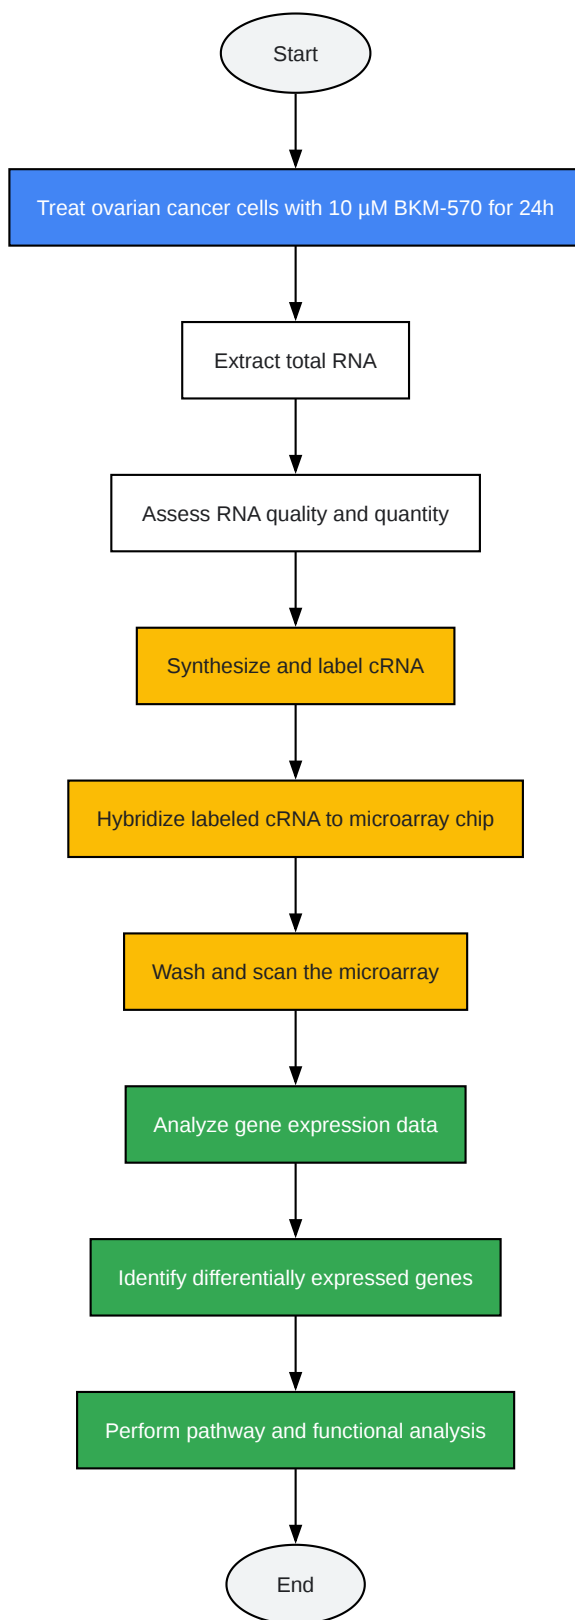 Start
Treat ovarian cancer cells with 10 µM BKM-570 for 24h
Extract total RNA
Assess RNA quality and quantity
Synthesize and label cRNA
Hybridize labeled cRNA to microarray chip
Wash and scan the microarray
Analyze gene expression data
Identify differentially expressed genes
Perform pathway and functional analysis
End